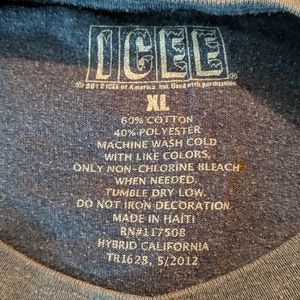 ICEE®
© 2012 ICEE of America, Inc. Used with permission.
XL
60% COTTON
40% POLYESTER
MACHINE WASH COLD
WITH LIKE COLORS,
ONLY NON-CHLORINE BLEACH
WHEN NEEDED.
TUMBLE DRY LOW.
DO NOT IRON DECORATION
MADE IN HAITI
RN#117508
HYBRID CALIFORNIA
TR1628, 5/2012